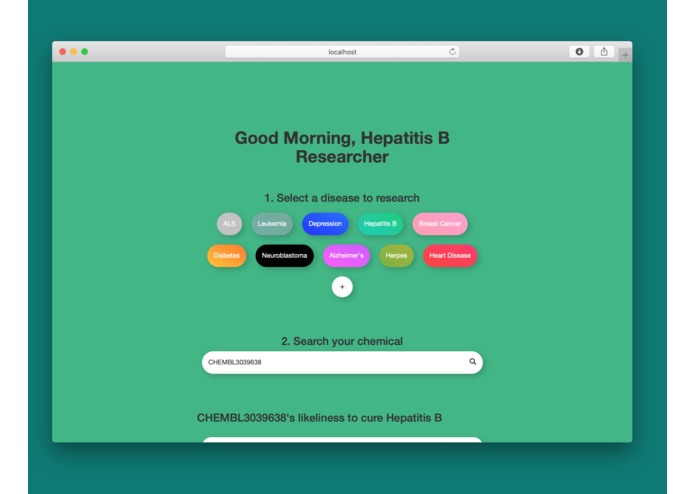 localhost
Good Morning, Hepatitis B
Researcher
1. Select a disease to research
ALS Leukemia Depression Hepatitis B Breast Cancer
Diabetes Neuroblastoma Alzheimer's Herpes Heart Disease
+
2. Search your chemical
CHEMBL3039638
CHEMBL3039638's likeliness to cure Hepatitis B